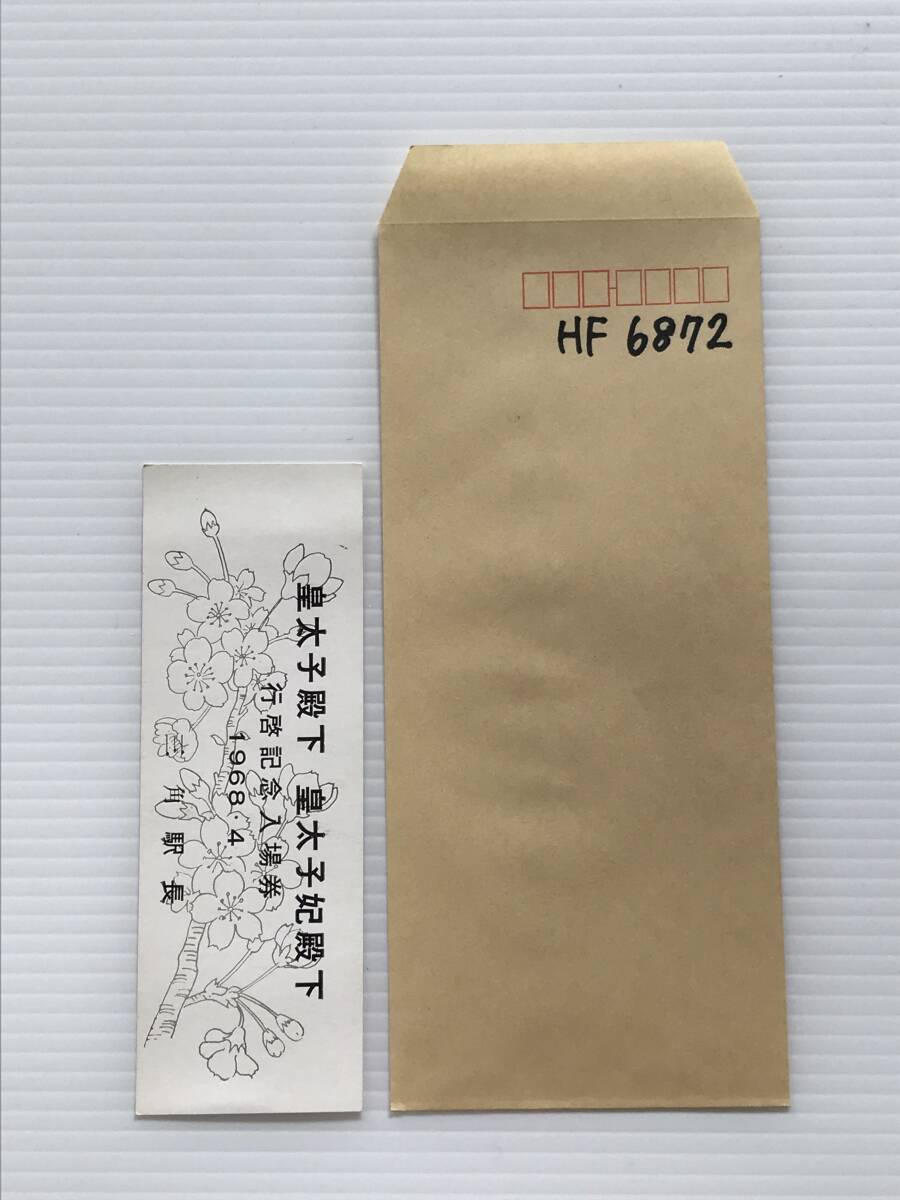 皇太子殿下 皇太子妃殿下
行啓記念入場券
1968.4
三角駅長
HF 6872